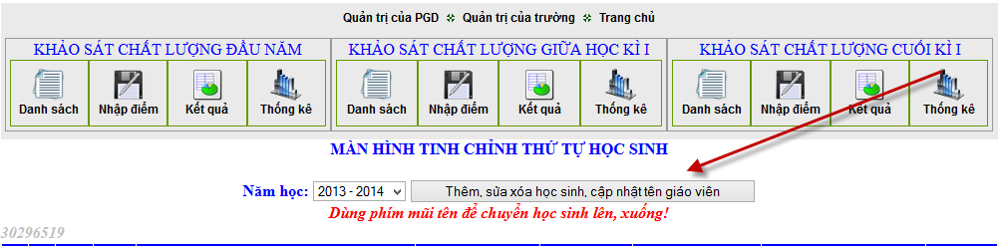 Quản trị của PGD Quản trị của trường Trang chủ
KHẢO SÁT CHẤT LƯỢNG ĐẦU NĂM KHẢO SÁT CHẤT LƯỢNG GIỮA HỌC KÌ I KHẢO SÁT CHẤT LƯỢNG CUỐI KÌ I
Danh sách Nhập điểm Kết quả Thống kê Danh sách Nhập điểm Kết quả Thống kê Danh sách Nhập điểm Kết quả Thống kê
MÀN HÌNH TINH CHỈNH THỨ TỰ HỌC SINH
Năm học: 2013 - 2014 Thêm, sửa xóa học sinh, cập nhật tên giáo viên
Dùng phím mũi tên để chuyển học sinh lên, xuống!
30296519